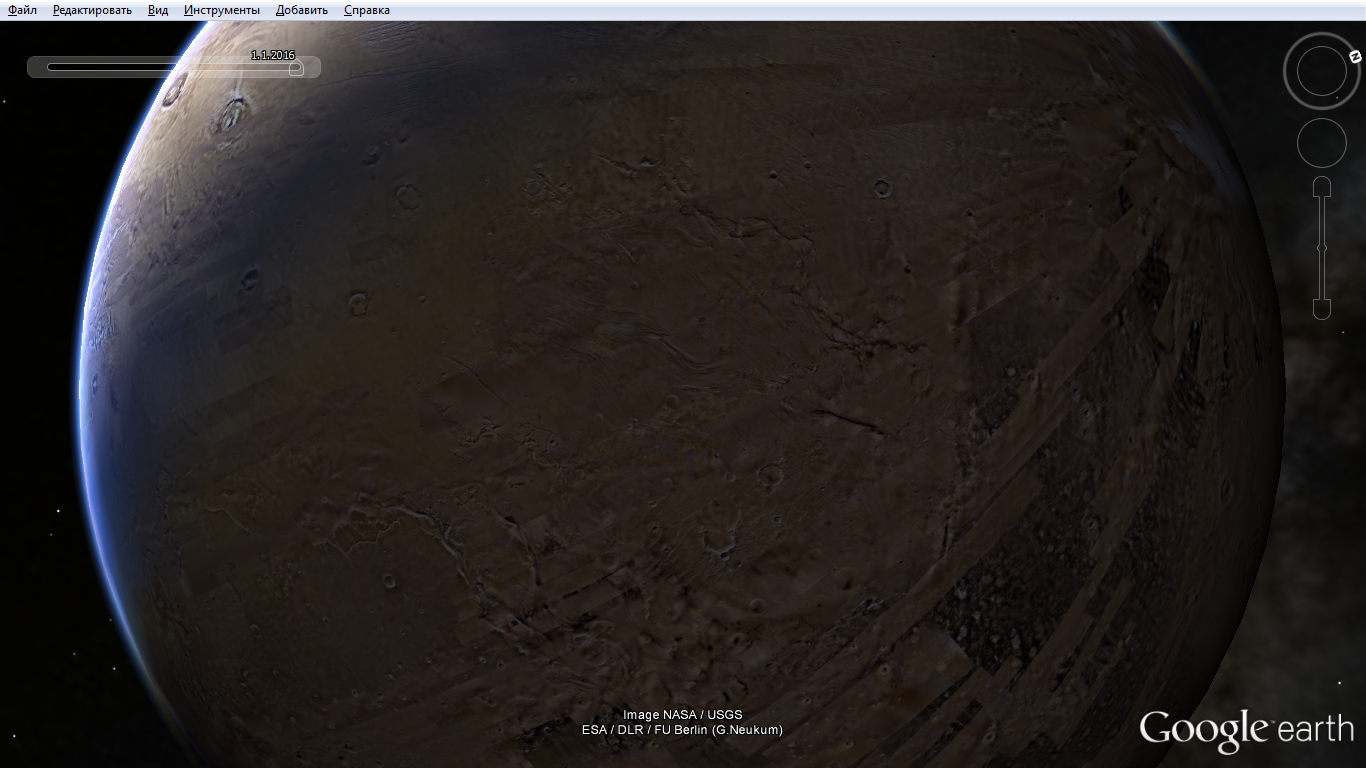 Файл Редактировать Вид Инструменты Добавить Справка
1.1.2016
N
Image NASA / USGS
ESA / DLR / FU Berlin (G.Neukum)
Google earth